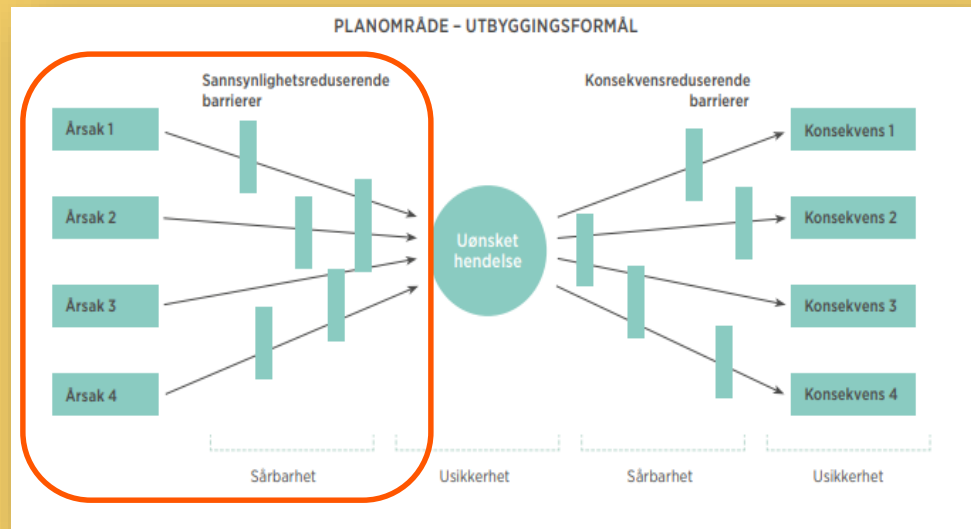 PLANOMRÅDE – UTBYGGINGSFORMÅL
Sannsynlighetsreduserende
barrierer
Konsekvensreduserende
barrierer
Årsak 1
Årsak 2
Årsak 3
Årsak 4
Uønsket
hendelse
Konsekvens 1
Konsekvens 2
Konsekvens 3
Konsekvens 4
Sårbarhet
Usikkerhet
Sårbarhet
Usikkerhet